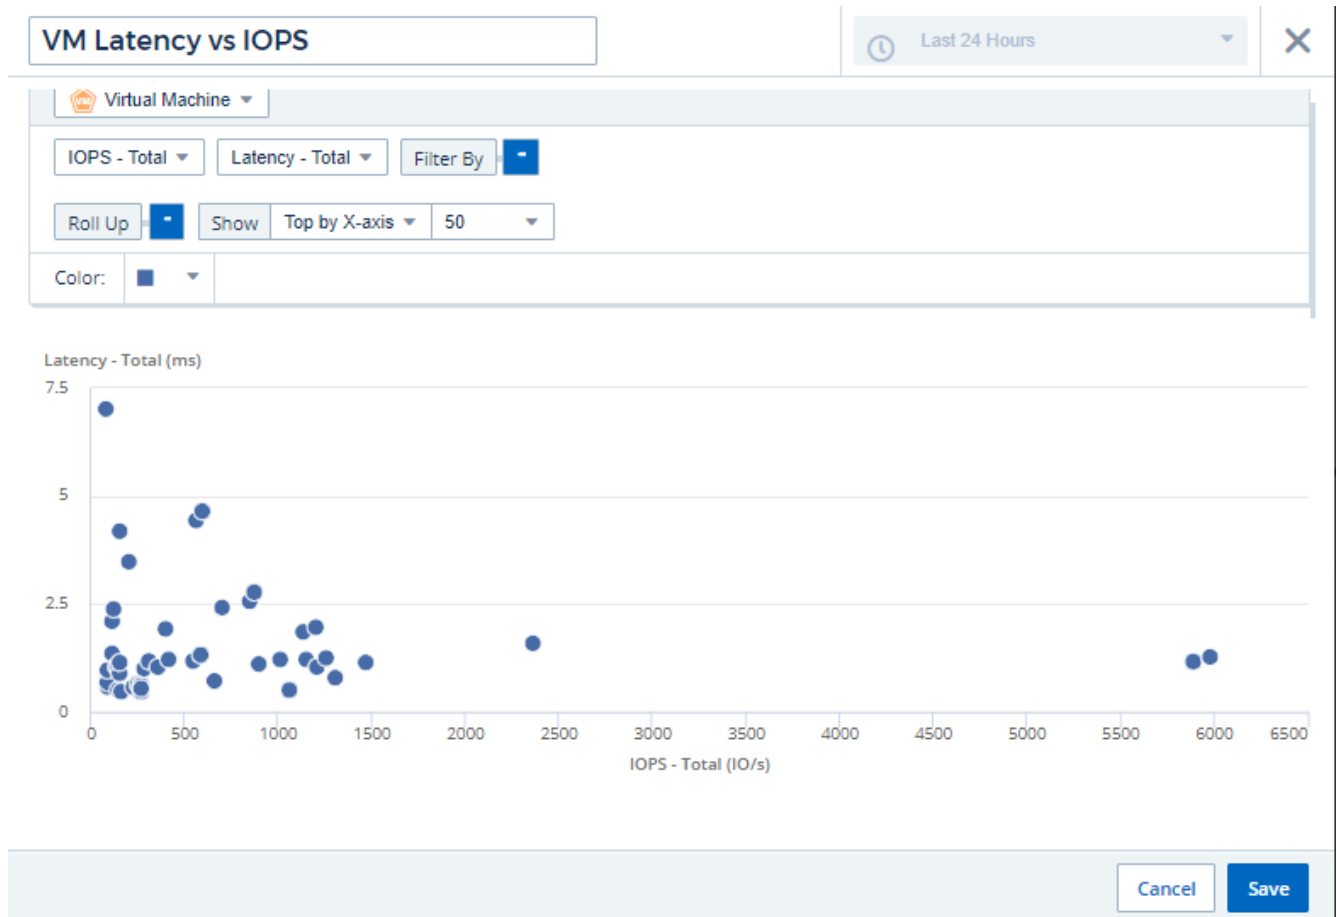 VM Latency vs IOPS
Last 24 Hours
VM Virtual Machine
IOPS - Total Latency - Total Filter By -
Roll Up - Show Top by X-axis 50
Color:
Latency - Total (ms)
7.5
5
2.5
0
0 500 1000 1500 2000 2500 3000 3500 4000 4500 5000 5500 6000 6500
IOPS - Total (IO/s)
Cancel Save